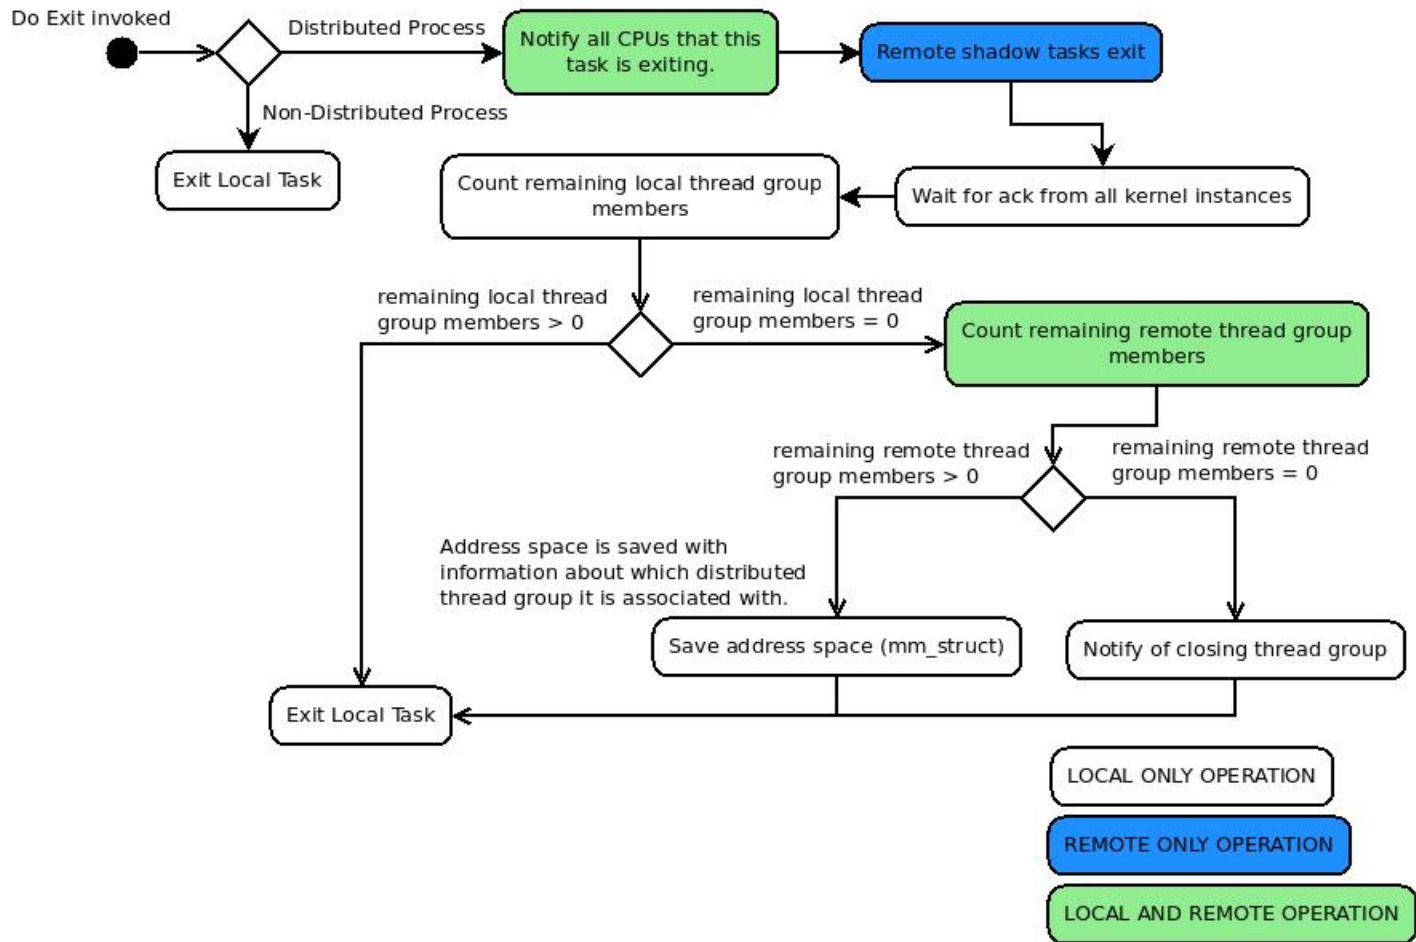 Do Exit invoked
Distributed Process
Notify all CPUs that this
task is exiting.
Remote shadow tasks exit
Non-Distributed Process
Exit Local Task
Count remaining local thread group
members
Wait for ack from all kernel instances
remaining local thread
group members > 0
remaining local thread
group members = 0
Count remaining remote thread group
members
remaining remote thread
group members > 0
remaining remote thread
group members = 0
Address space is saved with
information about which distributed
thread group it is associated with.
Save address space (mm_struct)
Notify of closing thread group
Exit Local Task
LOCAL ONLY OPERATION
REMOTE ONLY OPERATION
LOCAL AND REMOTE OPERATION